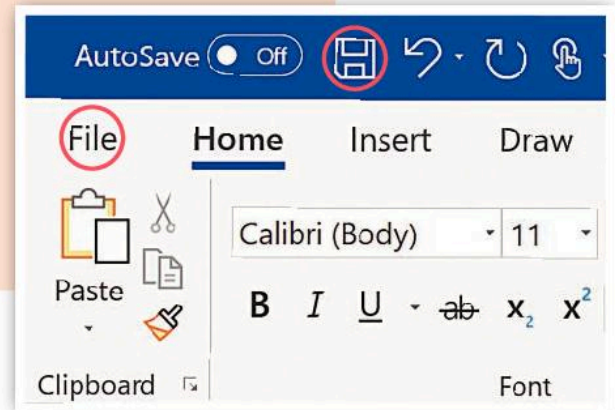 AutoSave Off
File Home Insert Draw
Calibri (Body) 11
Paste
B I U ab x₂ x²
Clipboard Font